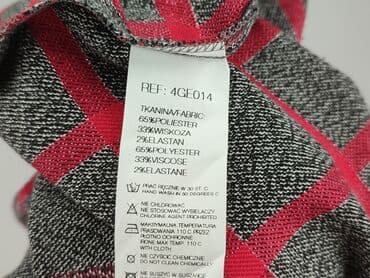 REF: 4GE014
TKANINA/FABRIC:
65%POLIESTER
33%WISKOZA
2%ELASTAN
65%POLYESTER
33%VISCOSE
2%ELASTANE
PRAĆ RĘCZNIE W 30 ST. C
HAND WASH IN 30 DEGREES C
NIE CHLOROWAĆ
NIE STOSOWAĆ WYBIELACZY
CHLORINE AGENT PROHIBITED
MAKSYMALNA TEMPERATURA
PRASOWANIA 110 C PRZEZ
PŁÓTNO OCHRONNE
IRONE MAX TEMP. 110 C
WITH CLOTH
NIE CZYŚCIĆ CHEMICZNIE
DO NOT CLEAN CHEMICALLY
NIE SUSZYĆ W SUSZARCE